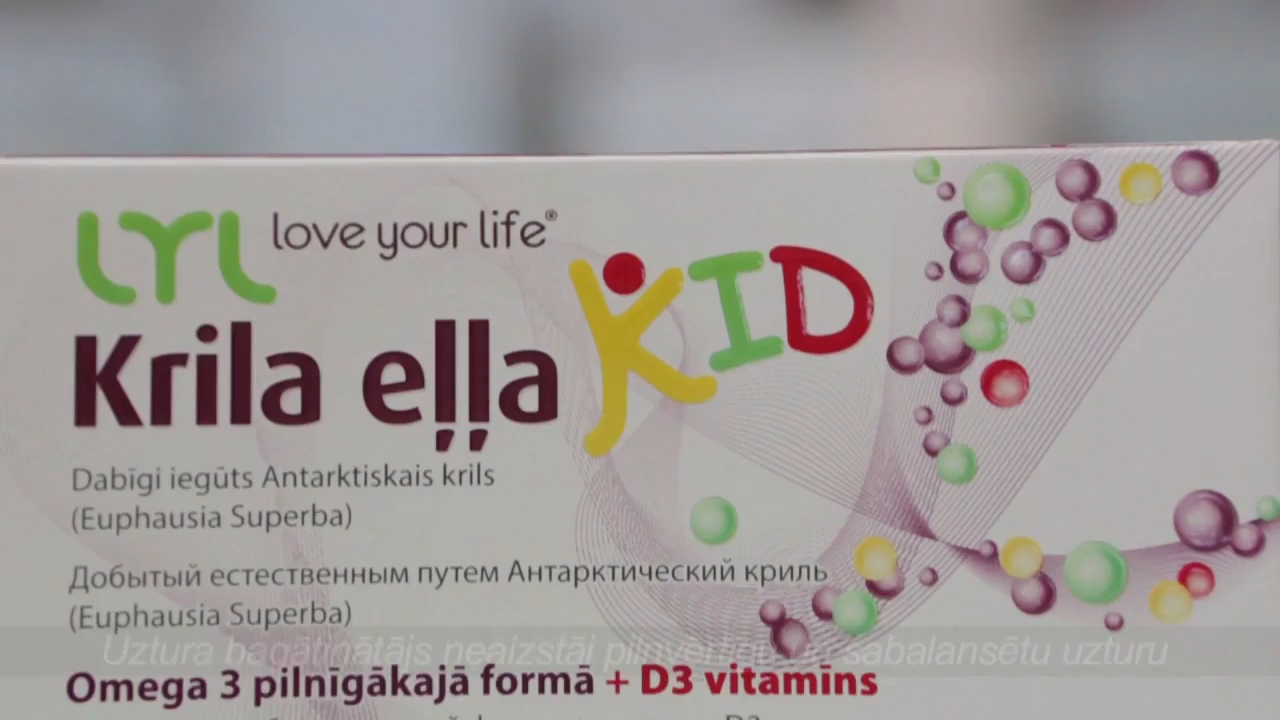 LYL love your life®
KID
Krila eļļa
Dabīgi iegūts Antarktiskais krils
(Euphausia Superba)
Добытый естественным путем Антарктический криль
(Euphausia Superba)
Uztura bagātinātājs neaizstāj pilnvērtīgu sabalansētu uzturu
Omega 3 pilnīgākajā formā + D3 vitamīns
D3